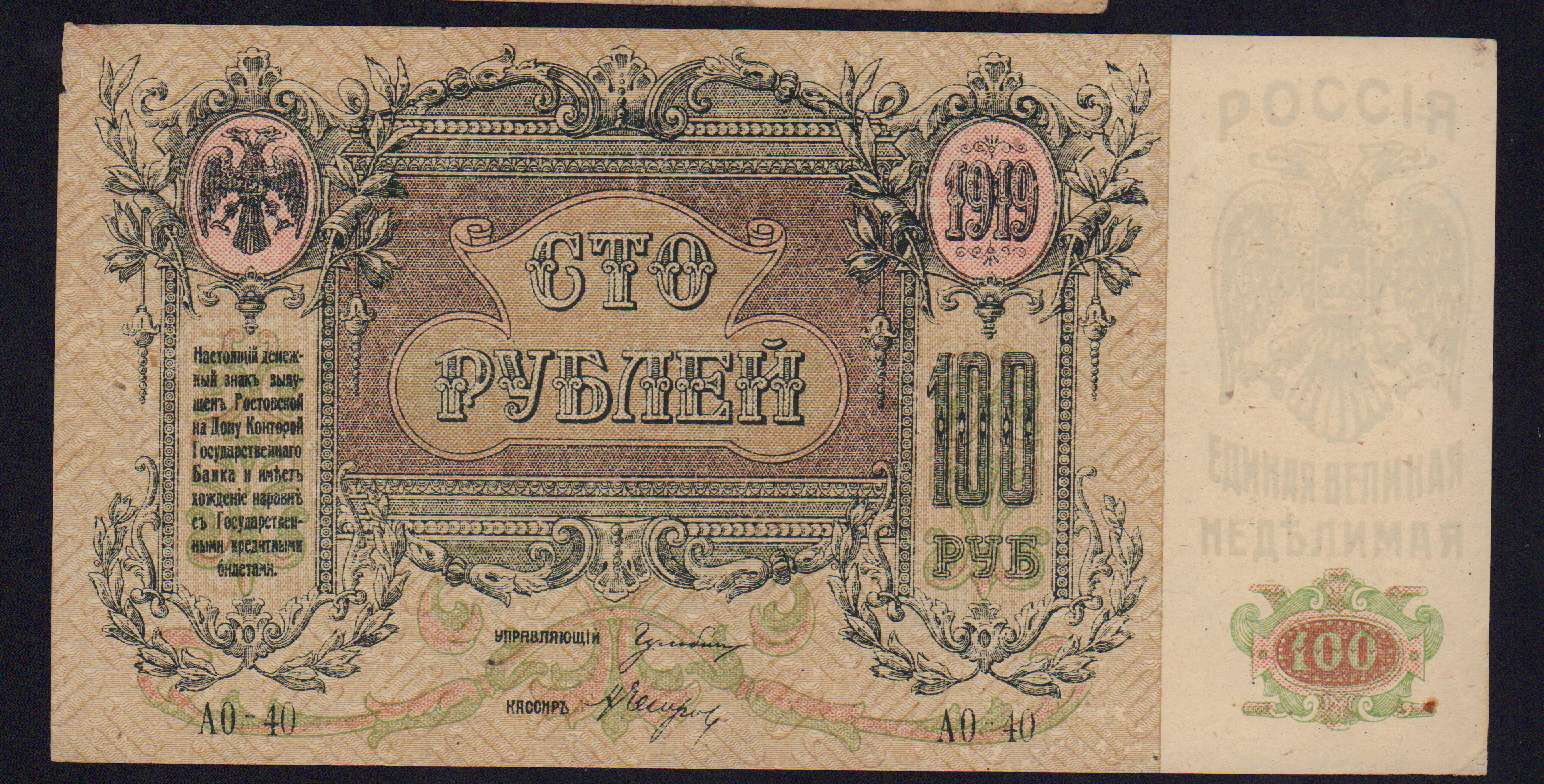 1919
СТО
РУБЛЕЙ
Настоящій денеж-
ный знакъ выпу-
щенъ Ростовской
на Дону Конторой
Государственнаго
Банка и имѣетъ
хожденіе наравнѣ
съ Государствен-
ными кредитными
билетами.
100
РУБ
УПРАВЛЯЮЩІЙ
КАССИРЪ
АО-40
АО-40
РОССІЯ
ЕДИНАЯ ВЕЛИКАЯ
НЕДѢЛИМАЯ
100